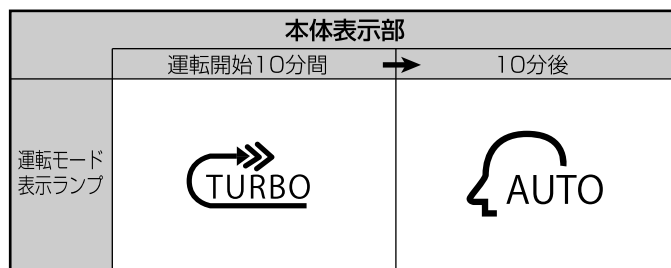 本体表示部
運転開始10分間 → 10分後
運転モード
表示ランプ
TURBO
AUTO